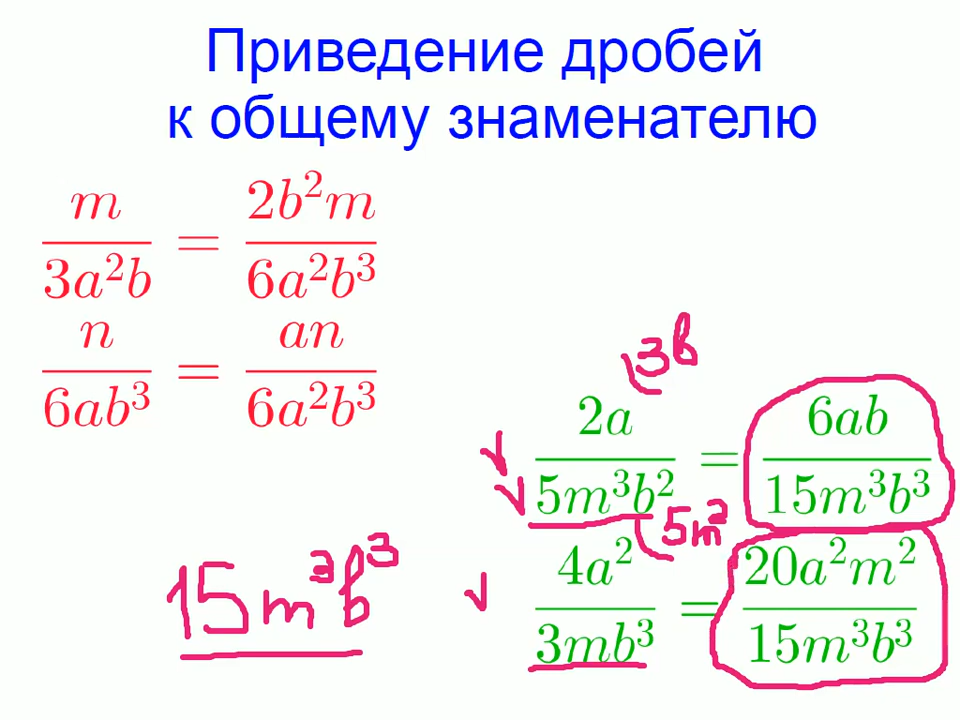 Приведение дробей
к общему знаменателю
m/3a²b = 2b²m/6a²b³
n/6ab³ = an/6a²b³
3b
2a/5m³b² = 6ab/15m³b³
5m²
4a²/3mb³ = 20a²m²/15m³b³
15m³b³